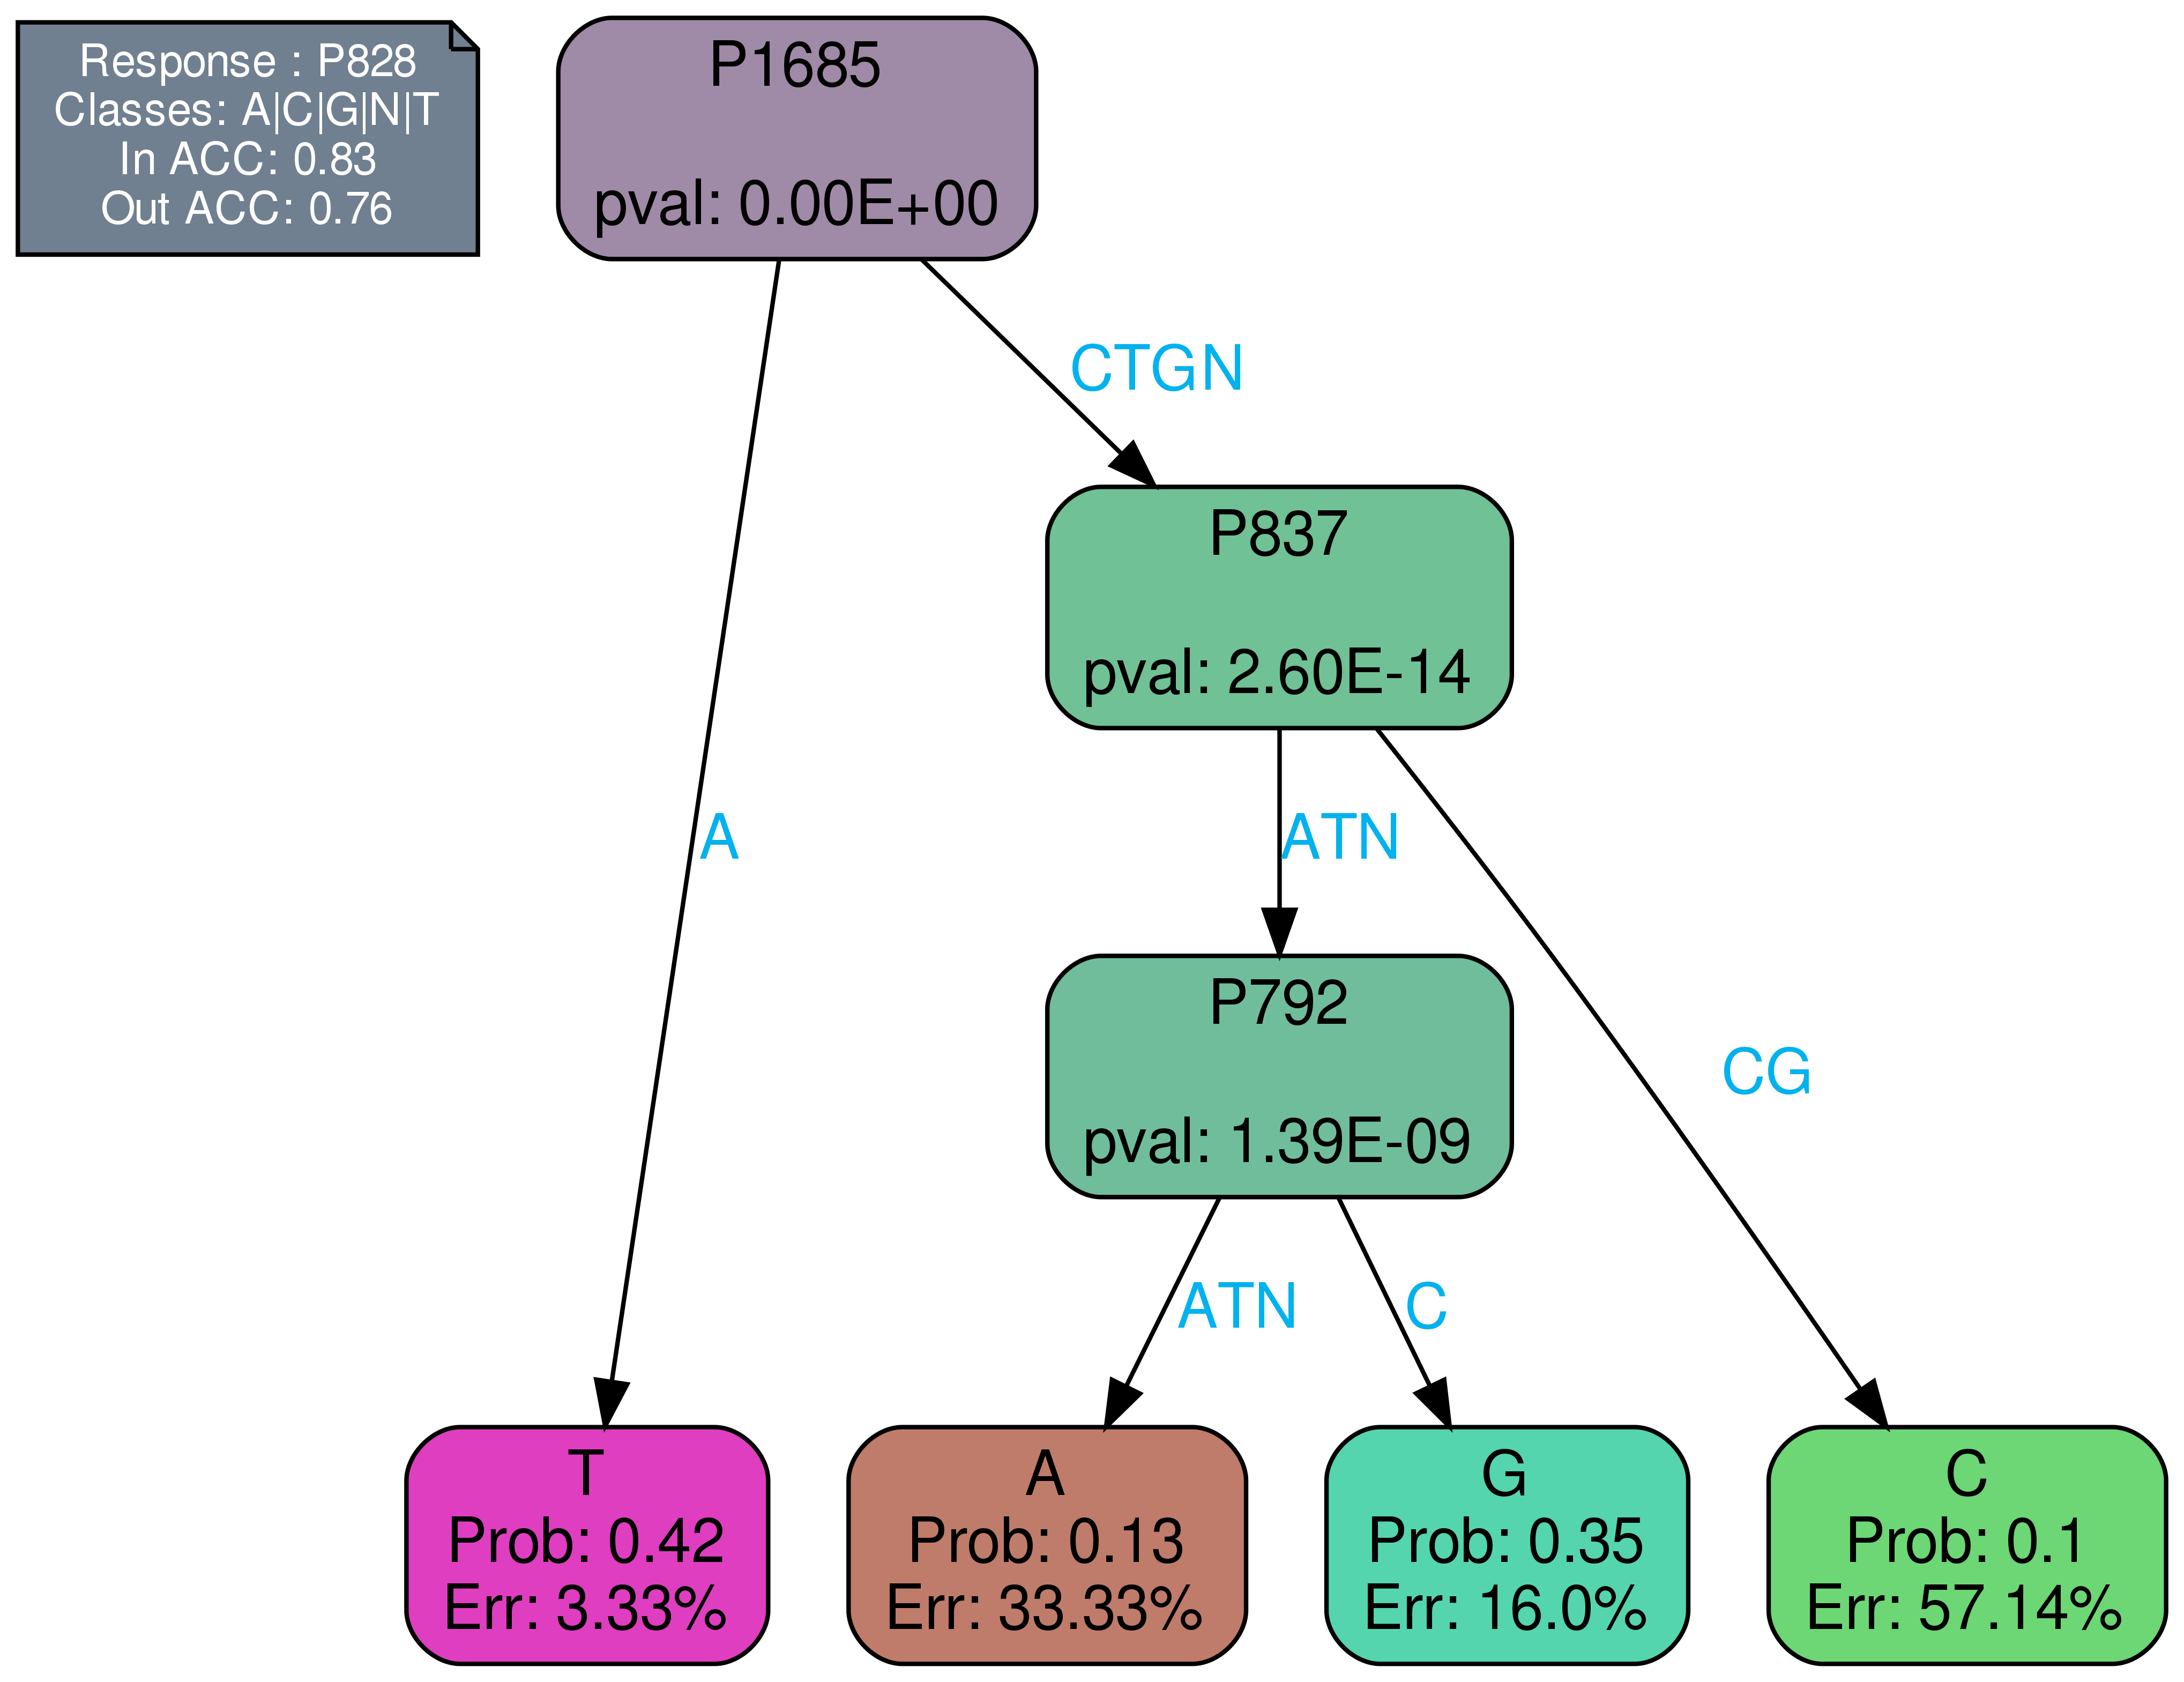 Response : P828
Classes: A|C|G|N|T
In ACC: 0.83
Out ACC: 0.76
P1685
pval: 0.00E+00
CTGN
P837
pval: 2.60E-14
A
ATN
P792
pval: 1.39E-09
CG
ATN
C
T
Prob: 0.42
Err: 3.33%
A
Prob: 0.13
Err: 33.33%
G
Prob: 0.35
Err: 16.0%
C
Prob: 0.1
Err: 57.14%